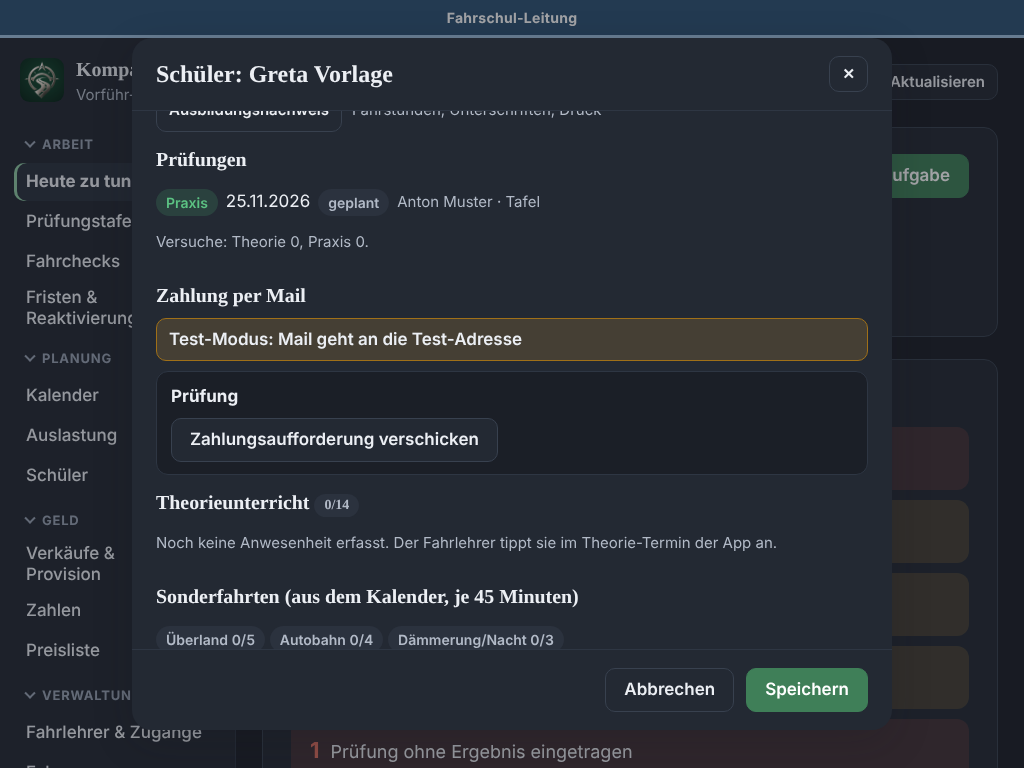 Fahrschul-Leitung
Schüler: Greta Vorlage
×
Aktualisieren
Ausbildungsnachweis Fahrstunden, Unterschriften, Druck
ARBEIT
Heute zu tun
Fahrchecks
Fristen &
PLANUNG
Kalender
Auslastung
Schüler
GELD
Verkäufe &
Provision
Zahlen
Preisliste
Fahrlehrer & Zugänge
Prüfungen
Praxis 25.11.2026 geplant Anton Muster · Tafel
Versuche: Theorie 0, Praxis 0.
Zahlung per Mail
Test-Modus: Mail geht an die Test-Adresse
Prüfung
Zahlungsaufforderung verschicken
Theorieunterricht 0/14
Noch keine Anwesenheit erfasst. Der Fahrlehrer tippt sie im Theorie-Termin der App an.
Sonderfahrten (aus dem Kalender, je 45 Minuten)
Überland 0/5 Autobahn 0/4 Dämmerung/Nacht 0/3
Abbrechen Speichern
1 Prüfung ohne Ergebnis eingetragen